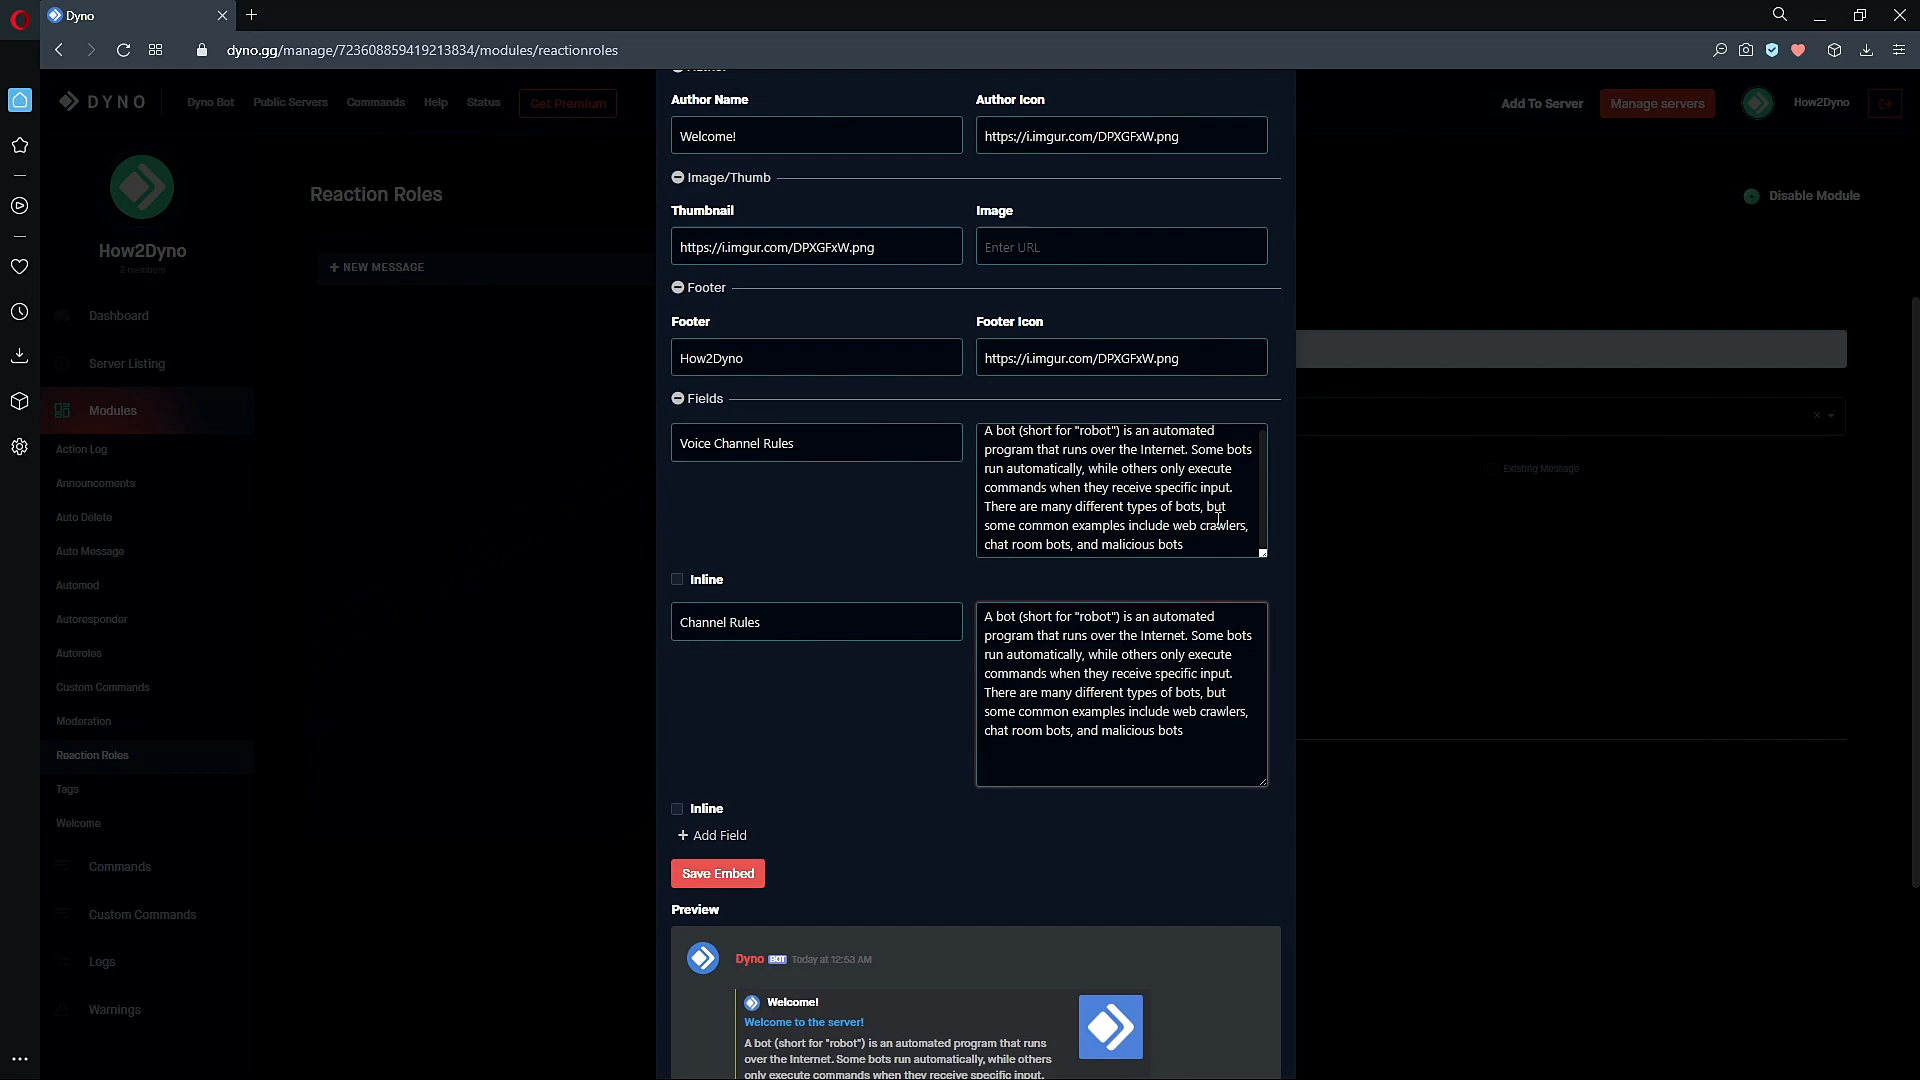 Dyno
dyno.gg/manage/723608859419213834/modules/reactionroles
DYNO
Dyno Bot
Public Servers
Commands
Help
Status
Get Premium
Add To Server
Manage servers
How2Dyno
How2Dyno
2 members
Dashboard
Server Listing
Modules
Action Log
Announcements
Auto Delete
Auto Message
Automod
Autoresponder
Autoroles
Custom Commands
Moderation
Reaction Roles
Tags
Welcome
Commands
Custom Commands
Logs
Warnings
Reaction Roles
+ NEW MESSAGE
Disable Module
Existing Message
Author Name
Author Icon
Welcome!
https://i.imgur.com/DPXGFxW.png
Image/Thumb
Thumbnail
Image
https://i.imgur.com/DPXGFxW.png
Enter URL
Footer
Footer
Footer Icon
How2Dyno
https://i.imgur.com/DPXGFxW.png
Fields
Voice Channel Rules
A bot (short for "robot") is an automated
program that runs over the Internet. Some bots
run automatically, while others only execute
commands when they receive specific input.
There are many different types of bots, but
some common examples include web crawlers,
chat room bots, and malicious bots
Inline
Channel Rules
A bot (short for "robot") is an automated
program that runs over the Internet. Some bots
run automatically, while others only execute
commands when they receive specific input.
There are many different types of bots, but
some common examples include web crawlers,
chat room bots, and malicious bots
Inline
+ Add Field
Save Embed
Preview
Dyno BOT Today at 12:53 AM
Welcome!
Welcome to the server!
A bot (short for "robot") is an automated program that runs
over the Internet. Some bots run automatically, while others
only execute commands when they receive specific input.